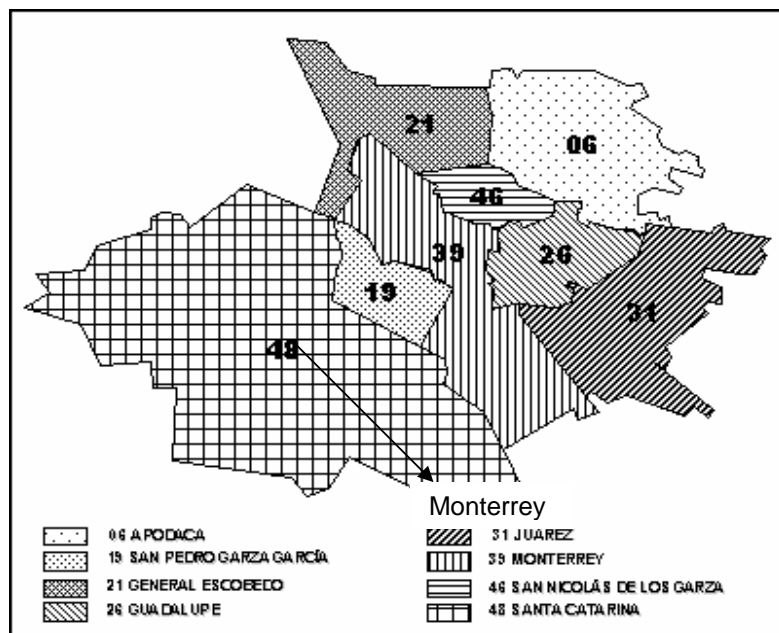 21
06
46
39
26
19
31
48
Monterrey
06 APODACA
19 SAN PEDRO GARZA GARCÍA
21 GENERAL ESCOBEDO
26 GUADALUPE
31 JUAREZ
39 MONTERREY
46 SAN NICOLÁS DE LOS GARZA
48 SANTA CATARINA